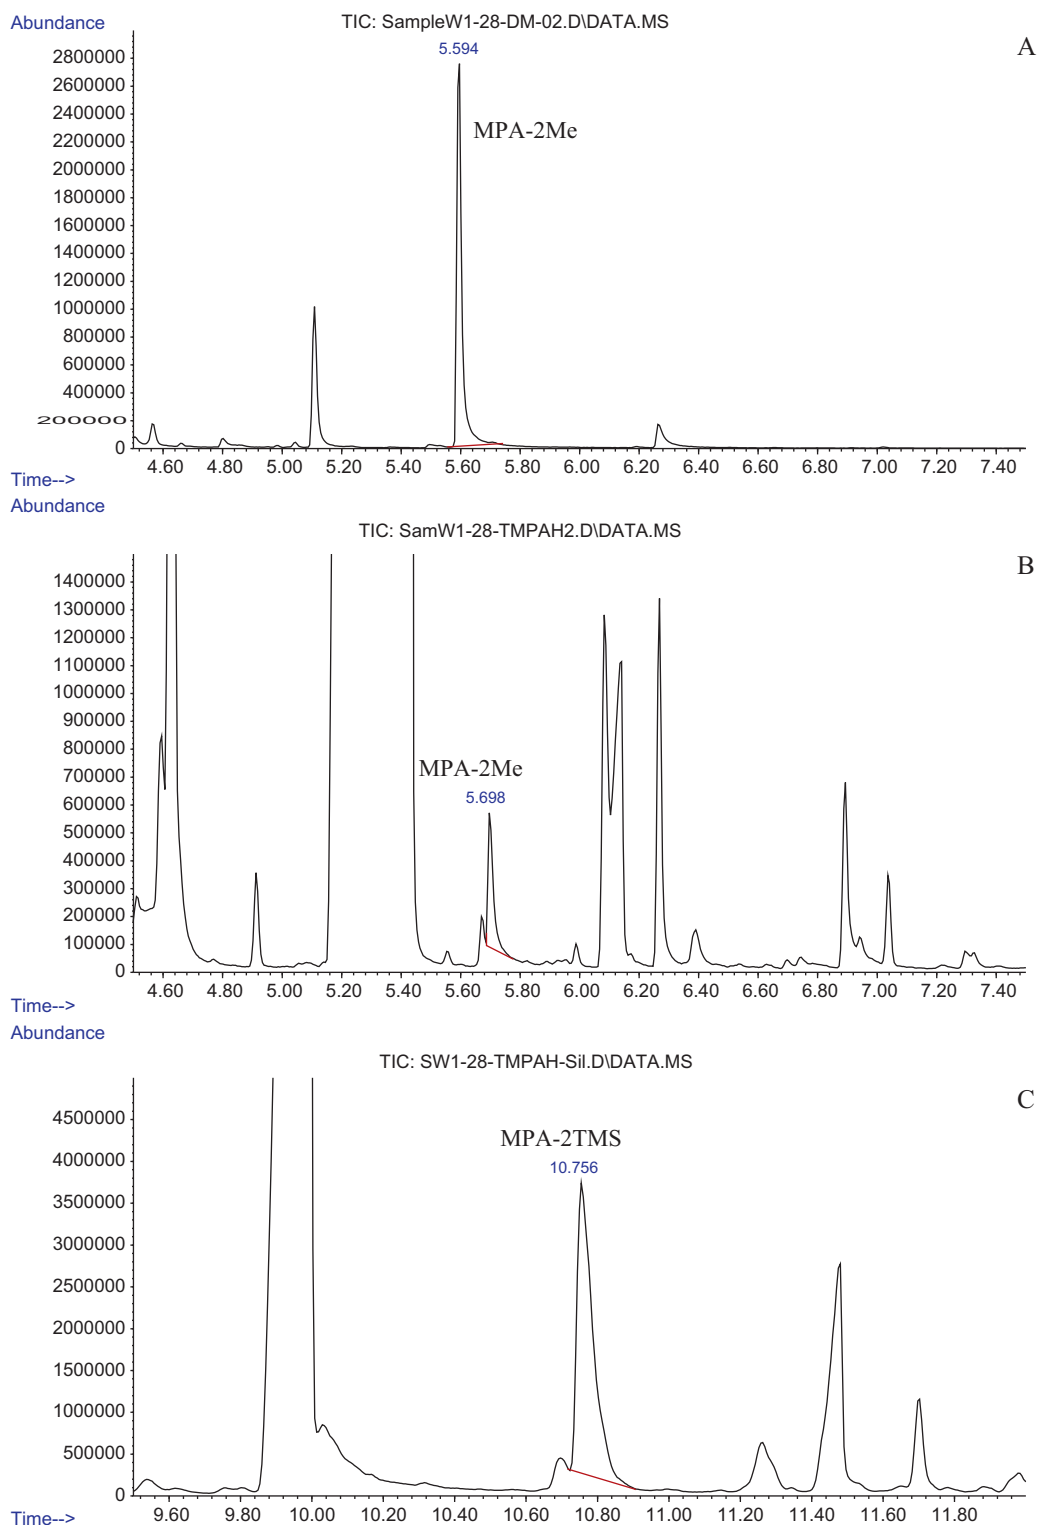 Abundance
TIC: SampleW1-28-DM-02.D\DATA.MS
A
5.594
MPA-2Me
2800000
2600000
2400000
2200000
2000000
1800000
1600000
1400000
1200000
1000000
800000
600000
400000
200000
0
4.60 4.80 5.00 5.20 5.40 5.60 5.80 6.00 6.20 6.40 6.60 6.80 7.00 7.20 7.40
Time-->
Abundance
TIC: SamW1-28-TMPAH2.D\DATA.MS
B
1400000
1300000
1200000
1100000
1000000
900000
800000
700000
600000
500000
400000
300000
200000
100000
0
MPA-2Me
5.698
4.60 4.80 5.00 5.20 5.40 5.60 5.80 6.00 6.20 6.40 6.60 6.80 7.00 7.20 7.40
Time-->
Abundance
TIC: SW1-28-TMPAH-Sil.D\DATA.MS
C
4500000
4000000
3500000
3000000
2500000
2000000
1500000
1000000
500000
0
MPA-2TMS
10.756
9.60 9.80 10.00 10.20 10.40 10.60 10.80 11.00 11.20 11.40 11.60 11.80
Time-->